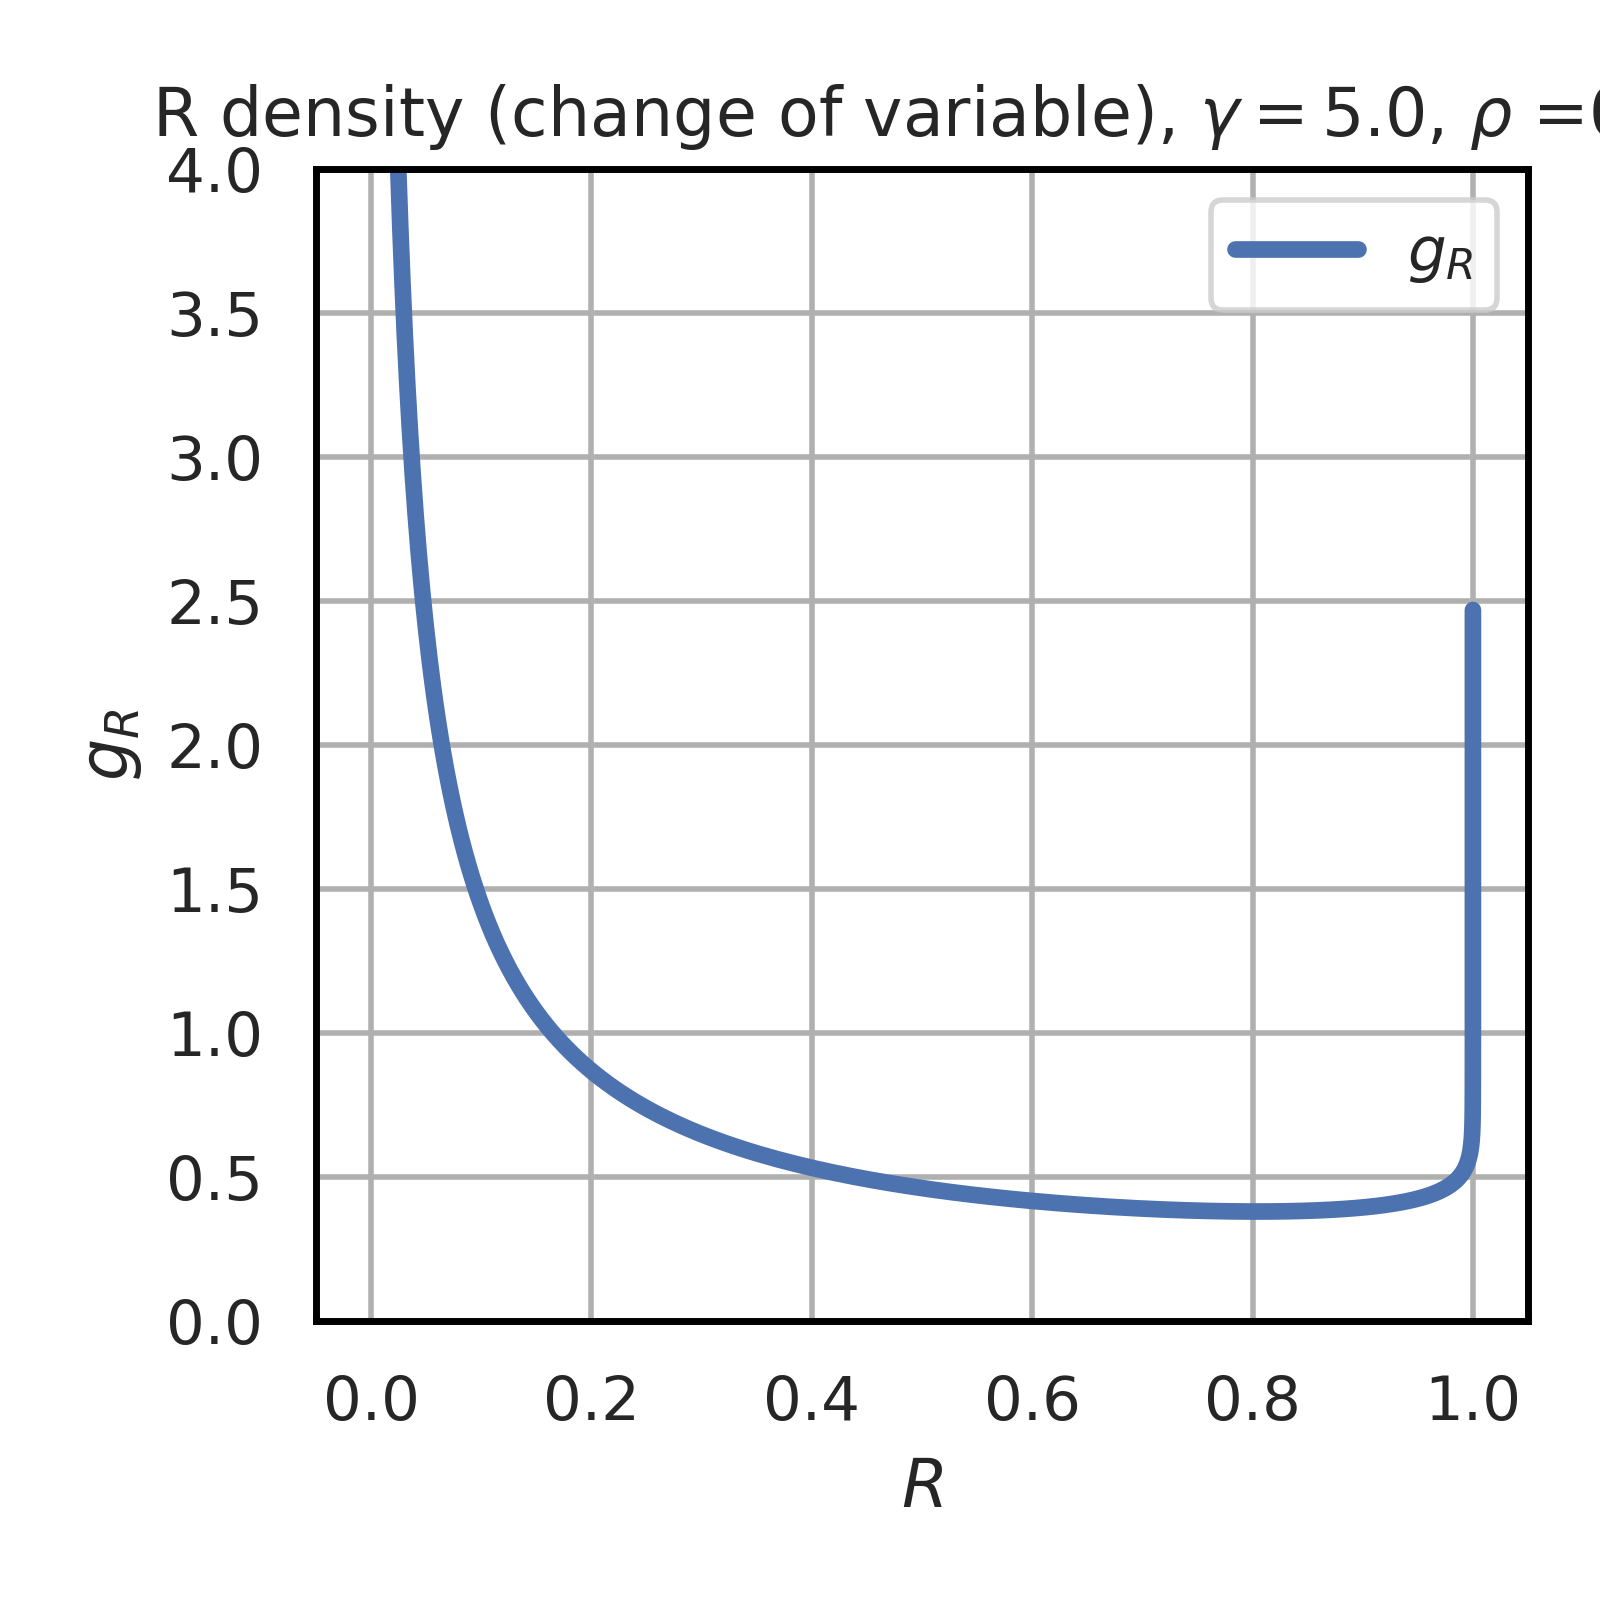 R density (change of variable), γ = 5.0, ρ =
4.0
3.5
3.0
2.5
2.0
1.5
1.0
0.5
0.0
g_R
g_R
0.0 0.2 0.4 0.6 0.8 1.0
R